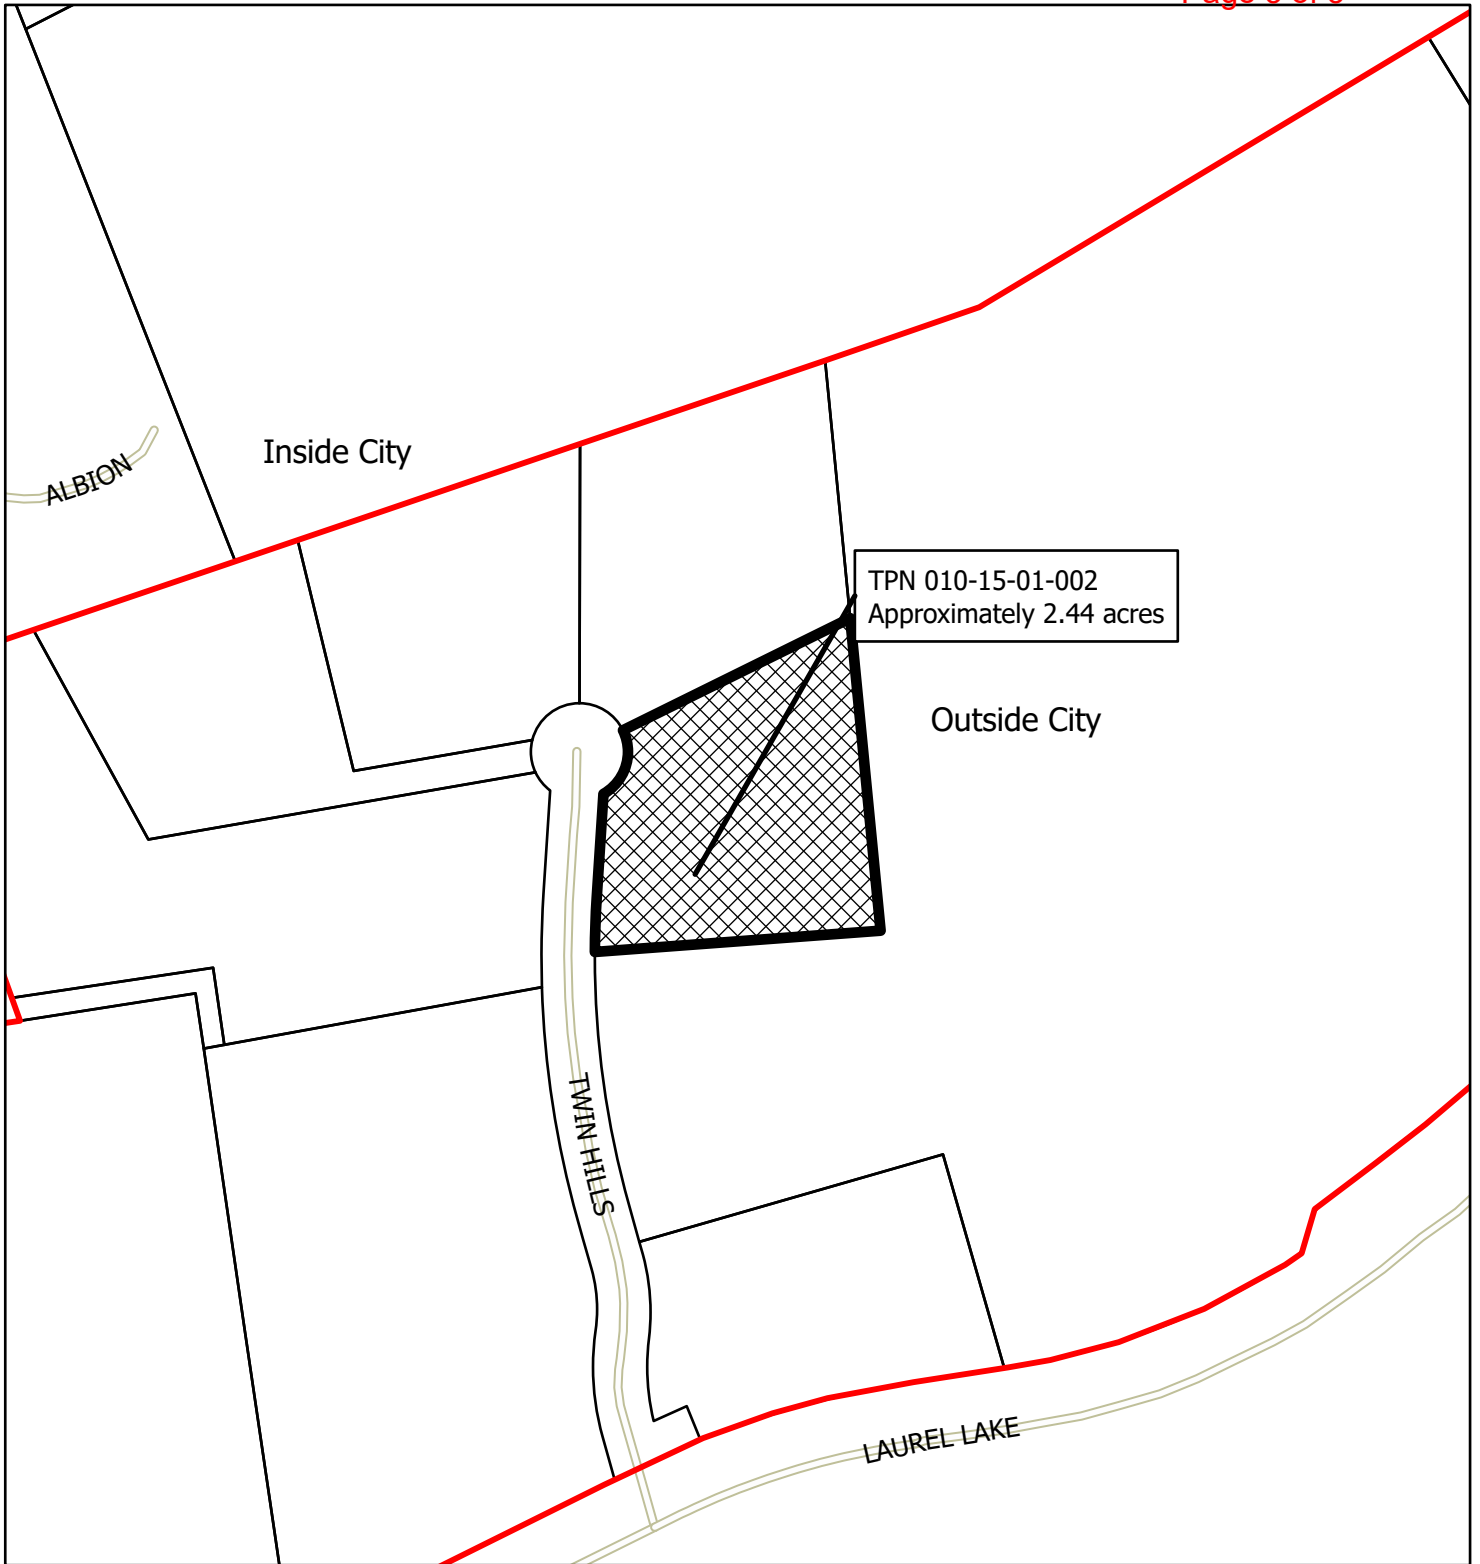 Inside City
ALBION
TPN 010-15-01-002
Approximately 2.44 acres
Outside City
TWIN HILLS
LAUREL LAKE